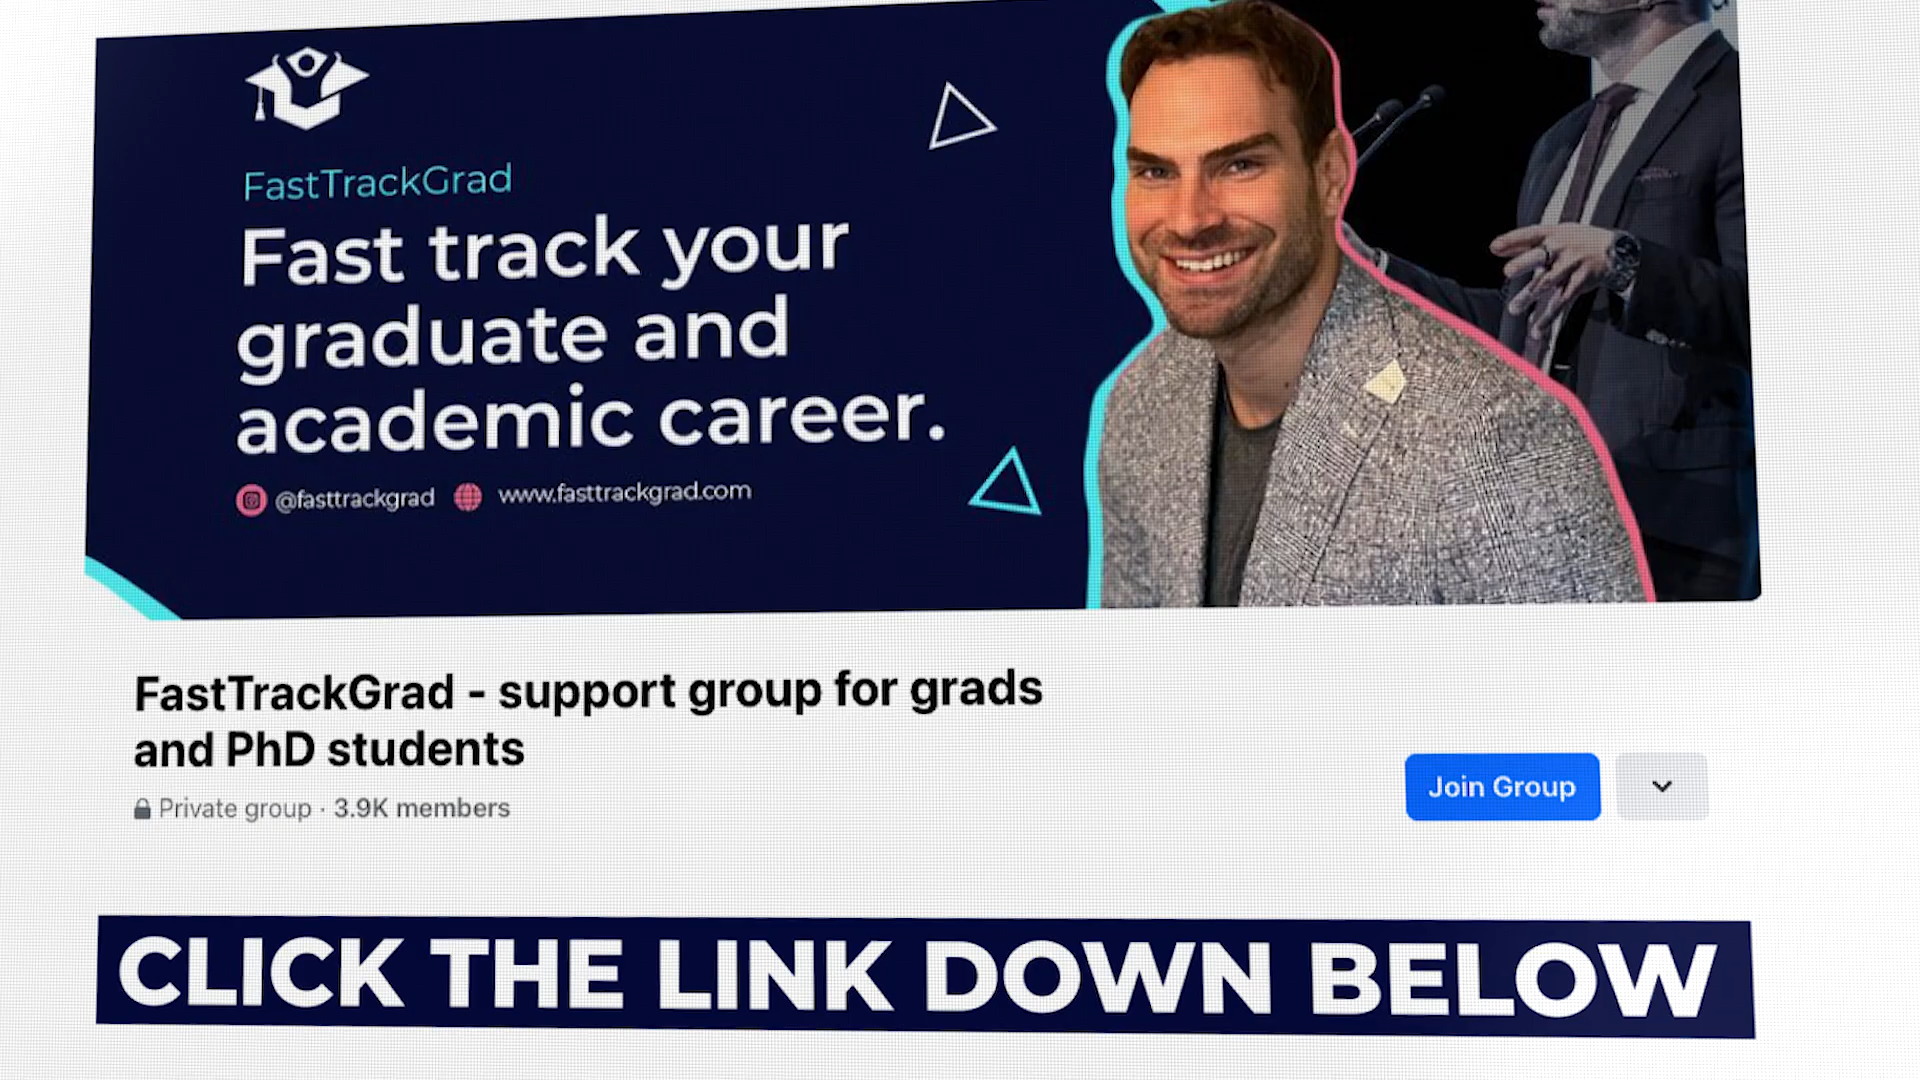 FastTrackGrad
Fast track your
graduate and
academic career.
@fasttrackgrad www.fasttrackgrad.com
FastTrackGrad - support group for grads
and PhD students
Private group · 3.9K members
Join Group
CLICK THE LINK DOWN BELOW